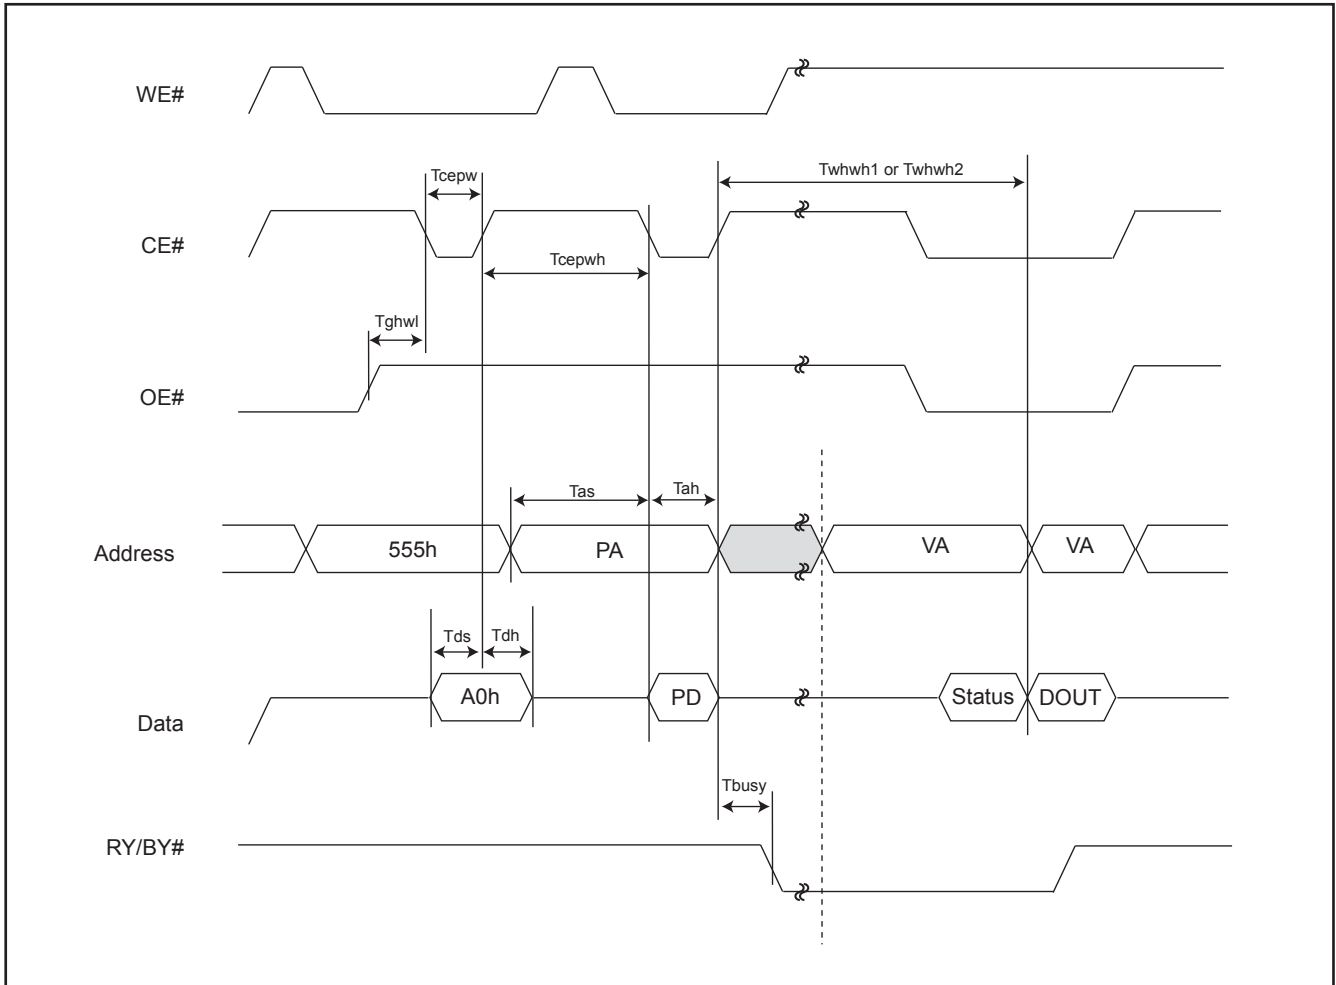 WE#
Twhwh1 or Twhwh2
Tcepw
CE#
Tcepwh
Tghwl
OE#
Tas
Tah
Address
555h
PA
VA
VA
Tds
Tdh
Data
A0h
PD
Status
DOUT
Tbusy
RY/BY#